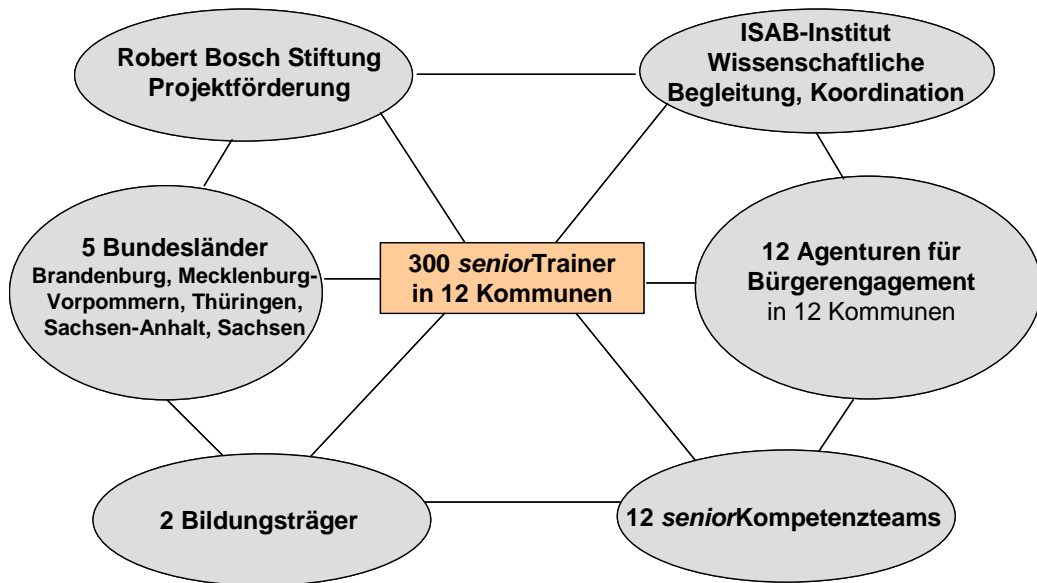 Robert Bosch Stiftung
Projektförderung
ISAB-Institut
Wissenschaftliche
Begleitung, Koordination
5 Bundesländer
Brandenburg, Mecklenburg-
Vorpommern, Thüringen,
Sachsen-Anhalt, Sachsen
300 seniorTrainer
in 12 Kommunen
12 Agenturen für
Bürgerengagement
in 12 Kommunen
2 Bildungsträger
12 seniorKompetenzteams